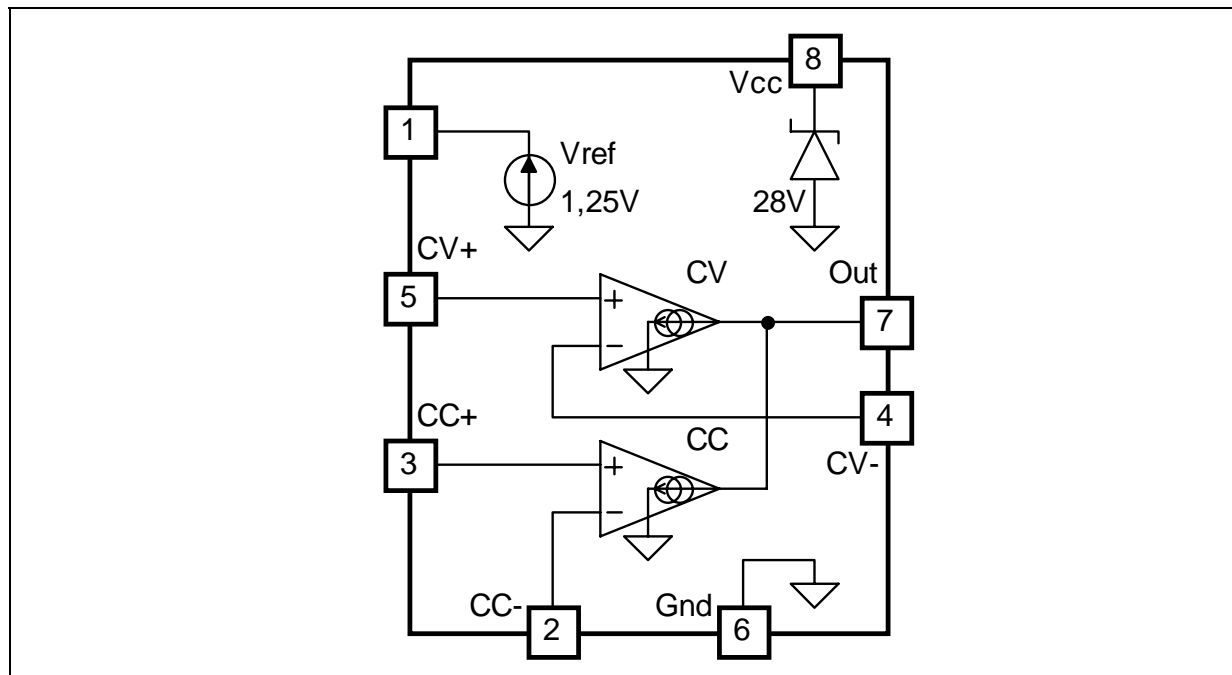 8
Vcc
1
Vref
1,25V
28V
CV+
CV
Out
5
+
7
−
4
CC+
CC
CV-
3
+
−
CC-
Gnd
2
6